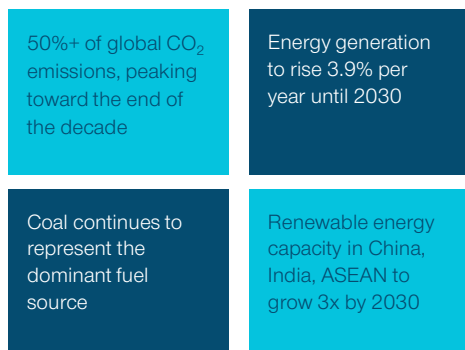 50%+ of global CO₂
emissions, peaking
toward the end of
the decade
Energy generation
to rise 3.9% per
year until 2030
Coal continues to
represent the
dominant fuel
source
Renewable energy
capacity in China,
India, ASEAN to
grow 3x by 2030